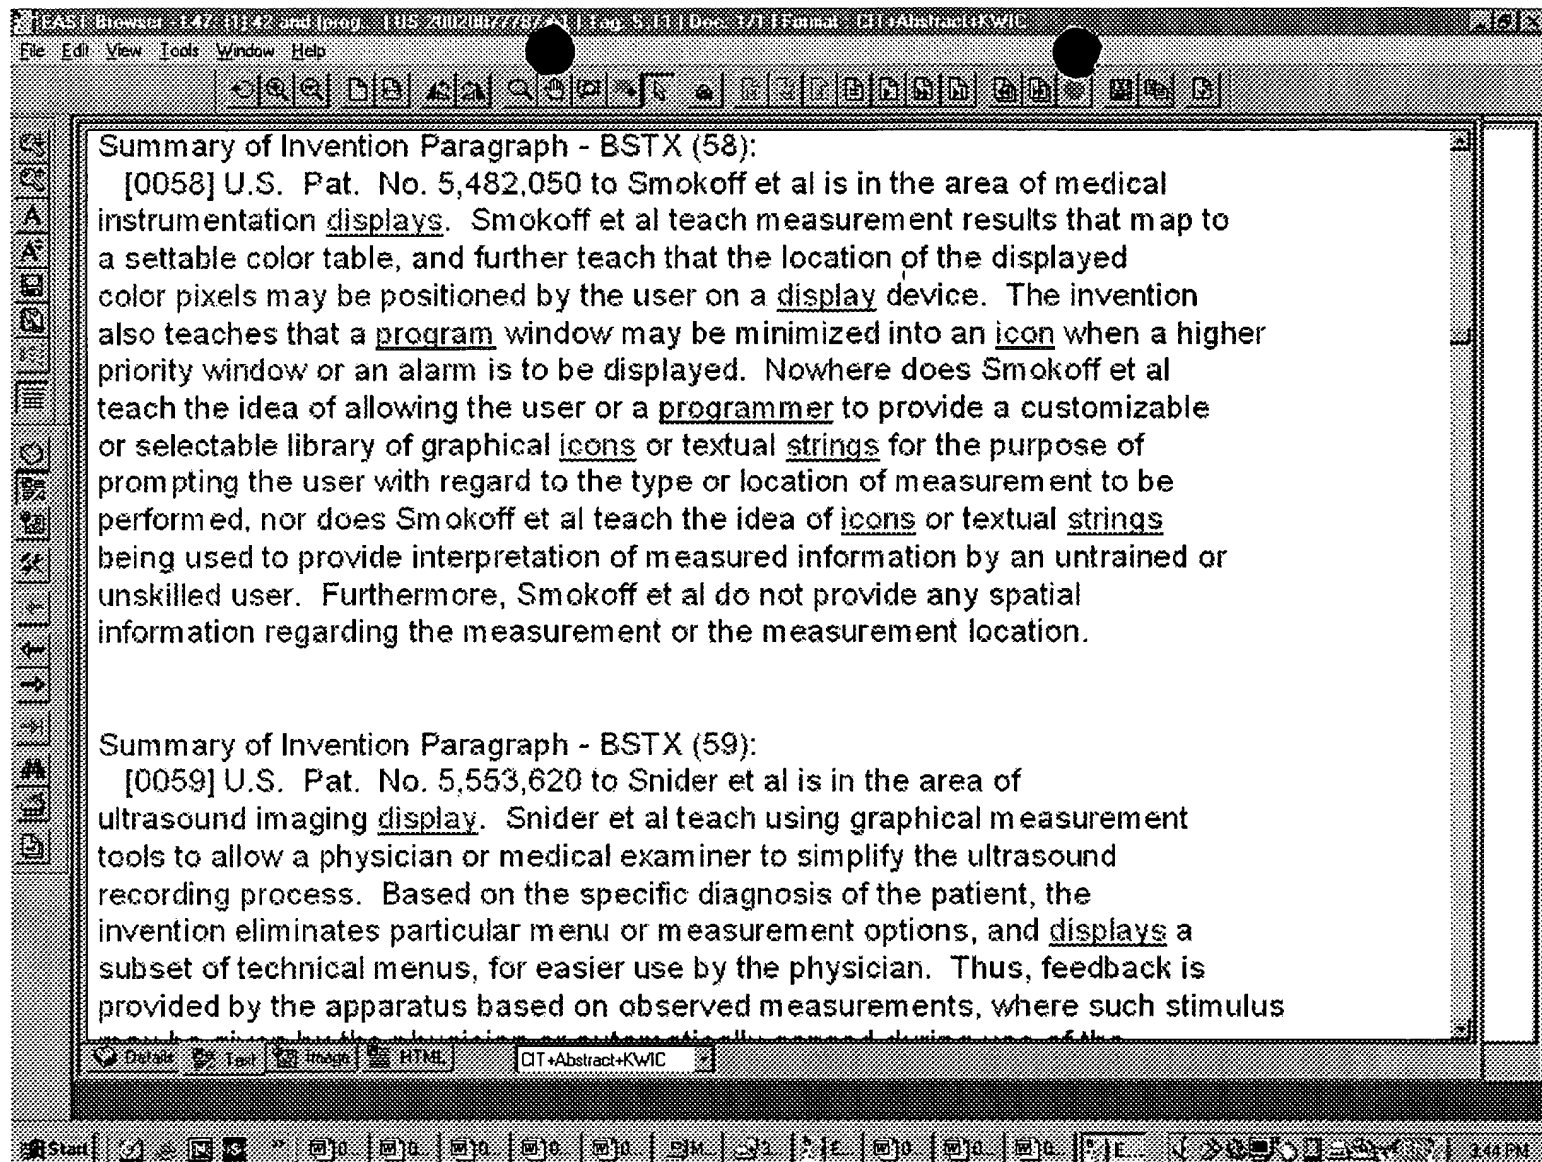 File Edit View Tools Window Help
Summary of Invention Paragraph - BSTX (58):
[0058] U.S. Pat. No. 5,482,050 to Smokoff et al is in the area of medical
instrumentation displays. Smokoff et al teach measurement results that map to
a settable color table, and further teach that the location of the displayed
color pixels may be positioned by the user on a display device. The invention
also teaches that a program window may be minimized into an icon when a higher
priority window or an alarm is to be displayed. Nowhere does Smokoff et al
teach the idea of allowing the user or a programmer to provide a customizable
or selectable library of graphical icons or textual strings for the purpose of
prompting the user with regard to the type or location of measurement to be
performed, nor does Smokoff et al teach the idea of icons or textual strings
being used to provide interpretation of measured information by an untrained or
unskilled user. Furthermore, Smokoff et al do not provide any spatial
information regarding the measurement or the measurement location.
Summary of Invention Paragraph - BSTX (59):
[0059] U.S. Pat. No. 5,553,620 to Snider et al is in the area of
ultrasound imaging display. Snider et al teach using graphical measurement
tools to allow a physician or medical examiner to simplify the ultrasound
recording process. Based on the specific diagnosis of the patient, the
invention eliminates particular menu or measurement options, and displays a
subset of technical menus, for easier use by the physician. Thus, feedback is
provided by the apparatus based on observed measurements, where such stimulus
Details Text Image HTML CIT+Abstract+KWIC
Start 3:44 PM